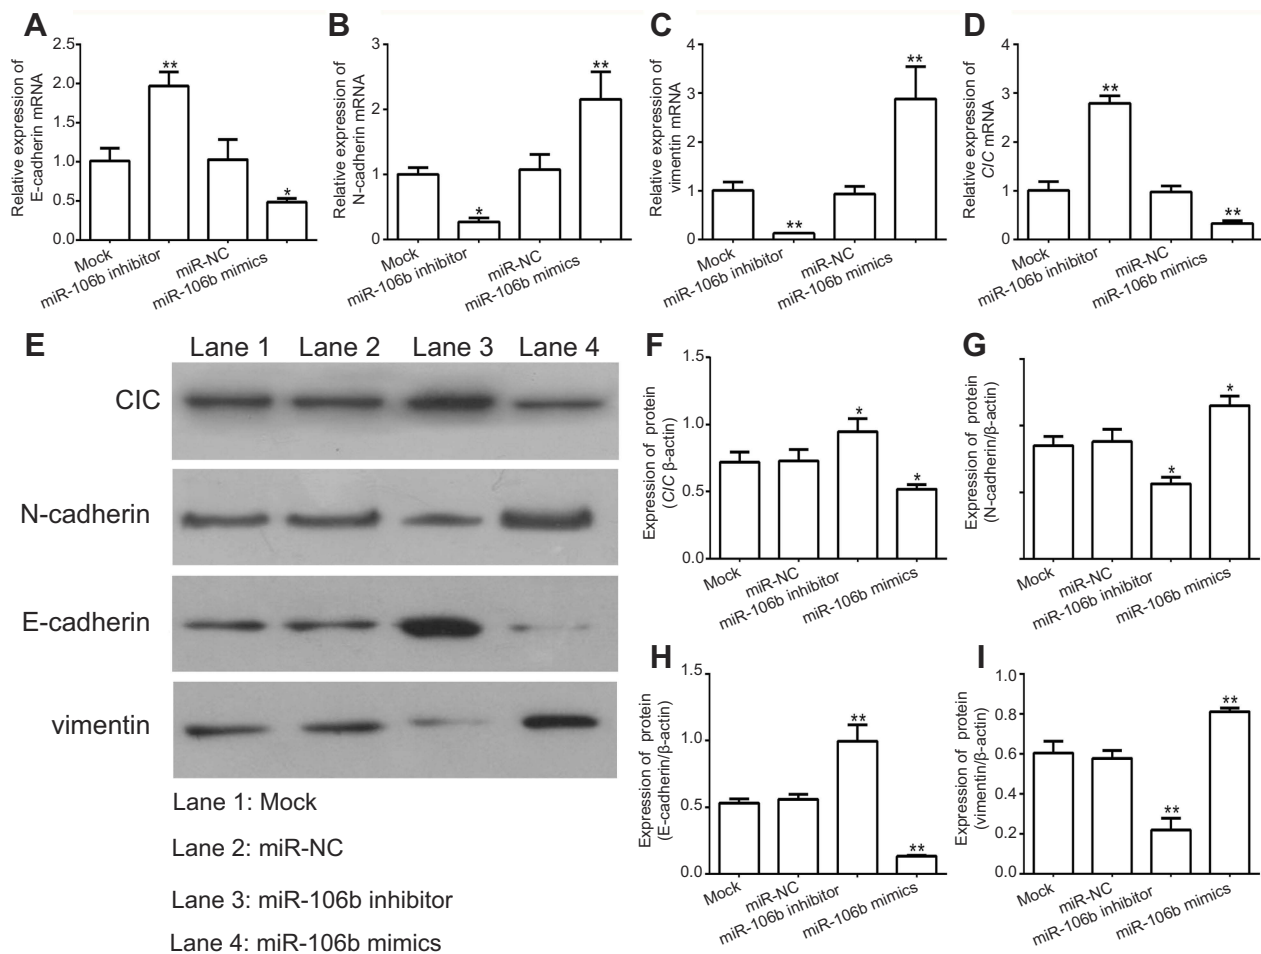 A
Relative expression of
E-cadherin mRNA
2.5
2.0
1.5
1.0
0.5
0.0
**
*
Mock
miR-106b inhibitor
miR-NC
miR-106b mimics
B
Relative expression of
N-cadherin mRNA
3
2
1
0
*
**
Mock
miR-106b inhibitor
miR-NC
miR-106b mimics
C
Relative expression of
vimentin mRNA
4
3
2
1
0
**
**
Mock
miR-106b inhibitor
miR-NC
miR-106b mimics
D
Relative expression of
CIC mRNA
4
3
2
1
0
**
**
Mock
miR-106b inhibitor
miR-NC
miR-106b mimics
E
Lane 1 Lane 2 Lane 3 Lane 4
CIC
N-cadherin
E-cadherin
vimentin
Lane 1: Mock
Lane 2: miR-NC
Lane 3: miR-106b inhibitor
Lane 4: miR-106b mimics
F
Expression of protein
(CIC β-actin)
1.5
1.0
0.5
0.0
*
*
Mock
miR-NC
miR-106b inhibitor
miR-106b mimics
G
Expression of protein
(N-cadherin/β-actin)
*
*
Mock
miR-NC
miR-106b inhibitor
miR-106b mimics
H
Expression of protein
(E-cadherin/β-actin)
1.5
1.0
0.5
0.0
**
**
Mock
miR-NC
miR-106b inhibitor
miR-106b mimics
I
Expression of protein
(vimentin/β-actin)
1.0
0.8
0.6
0.4
0.2
0.0
**
**
Mock
miR-NC
miR-106b inhibitor
miR-106b mimics